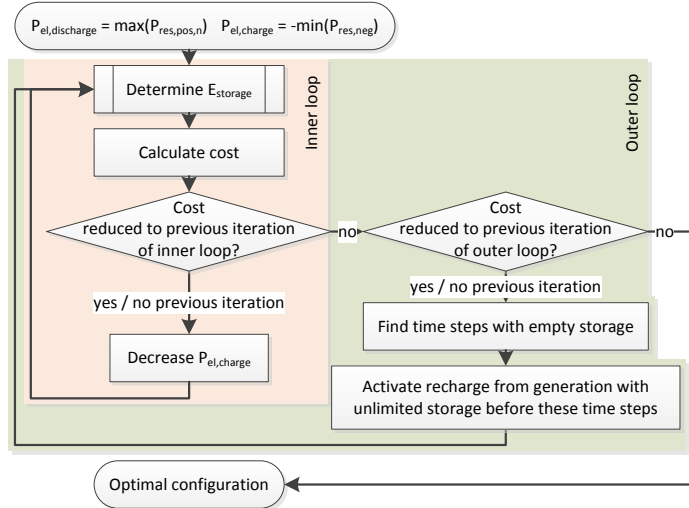 P_el,discharge = max(P_res,pos,n)   P_el,charge = -min(P_res,neg)
Determine E_storage
Inner loop
Outer loop
Calculate cost
Cost
reduced to previous iteration
of inner loop?
no
Cost
reduced to previous iteration
of outer loop?
no
yes / no previous iteration
yes / no previous iteration
Decrease P_el,charge
Find time steps with empty storage
Activate recharge from generation with
unlimited storage before these time steps
Optimal configuration